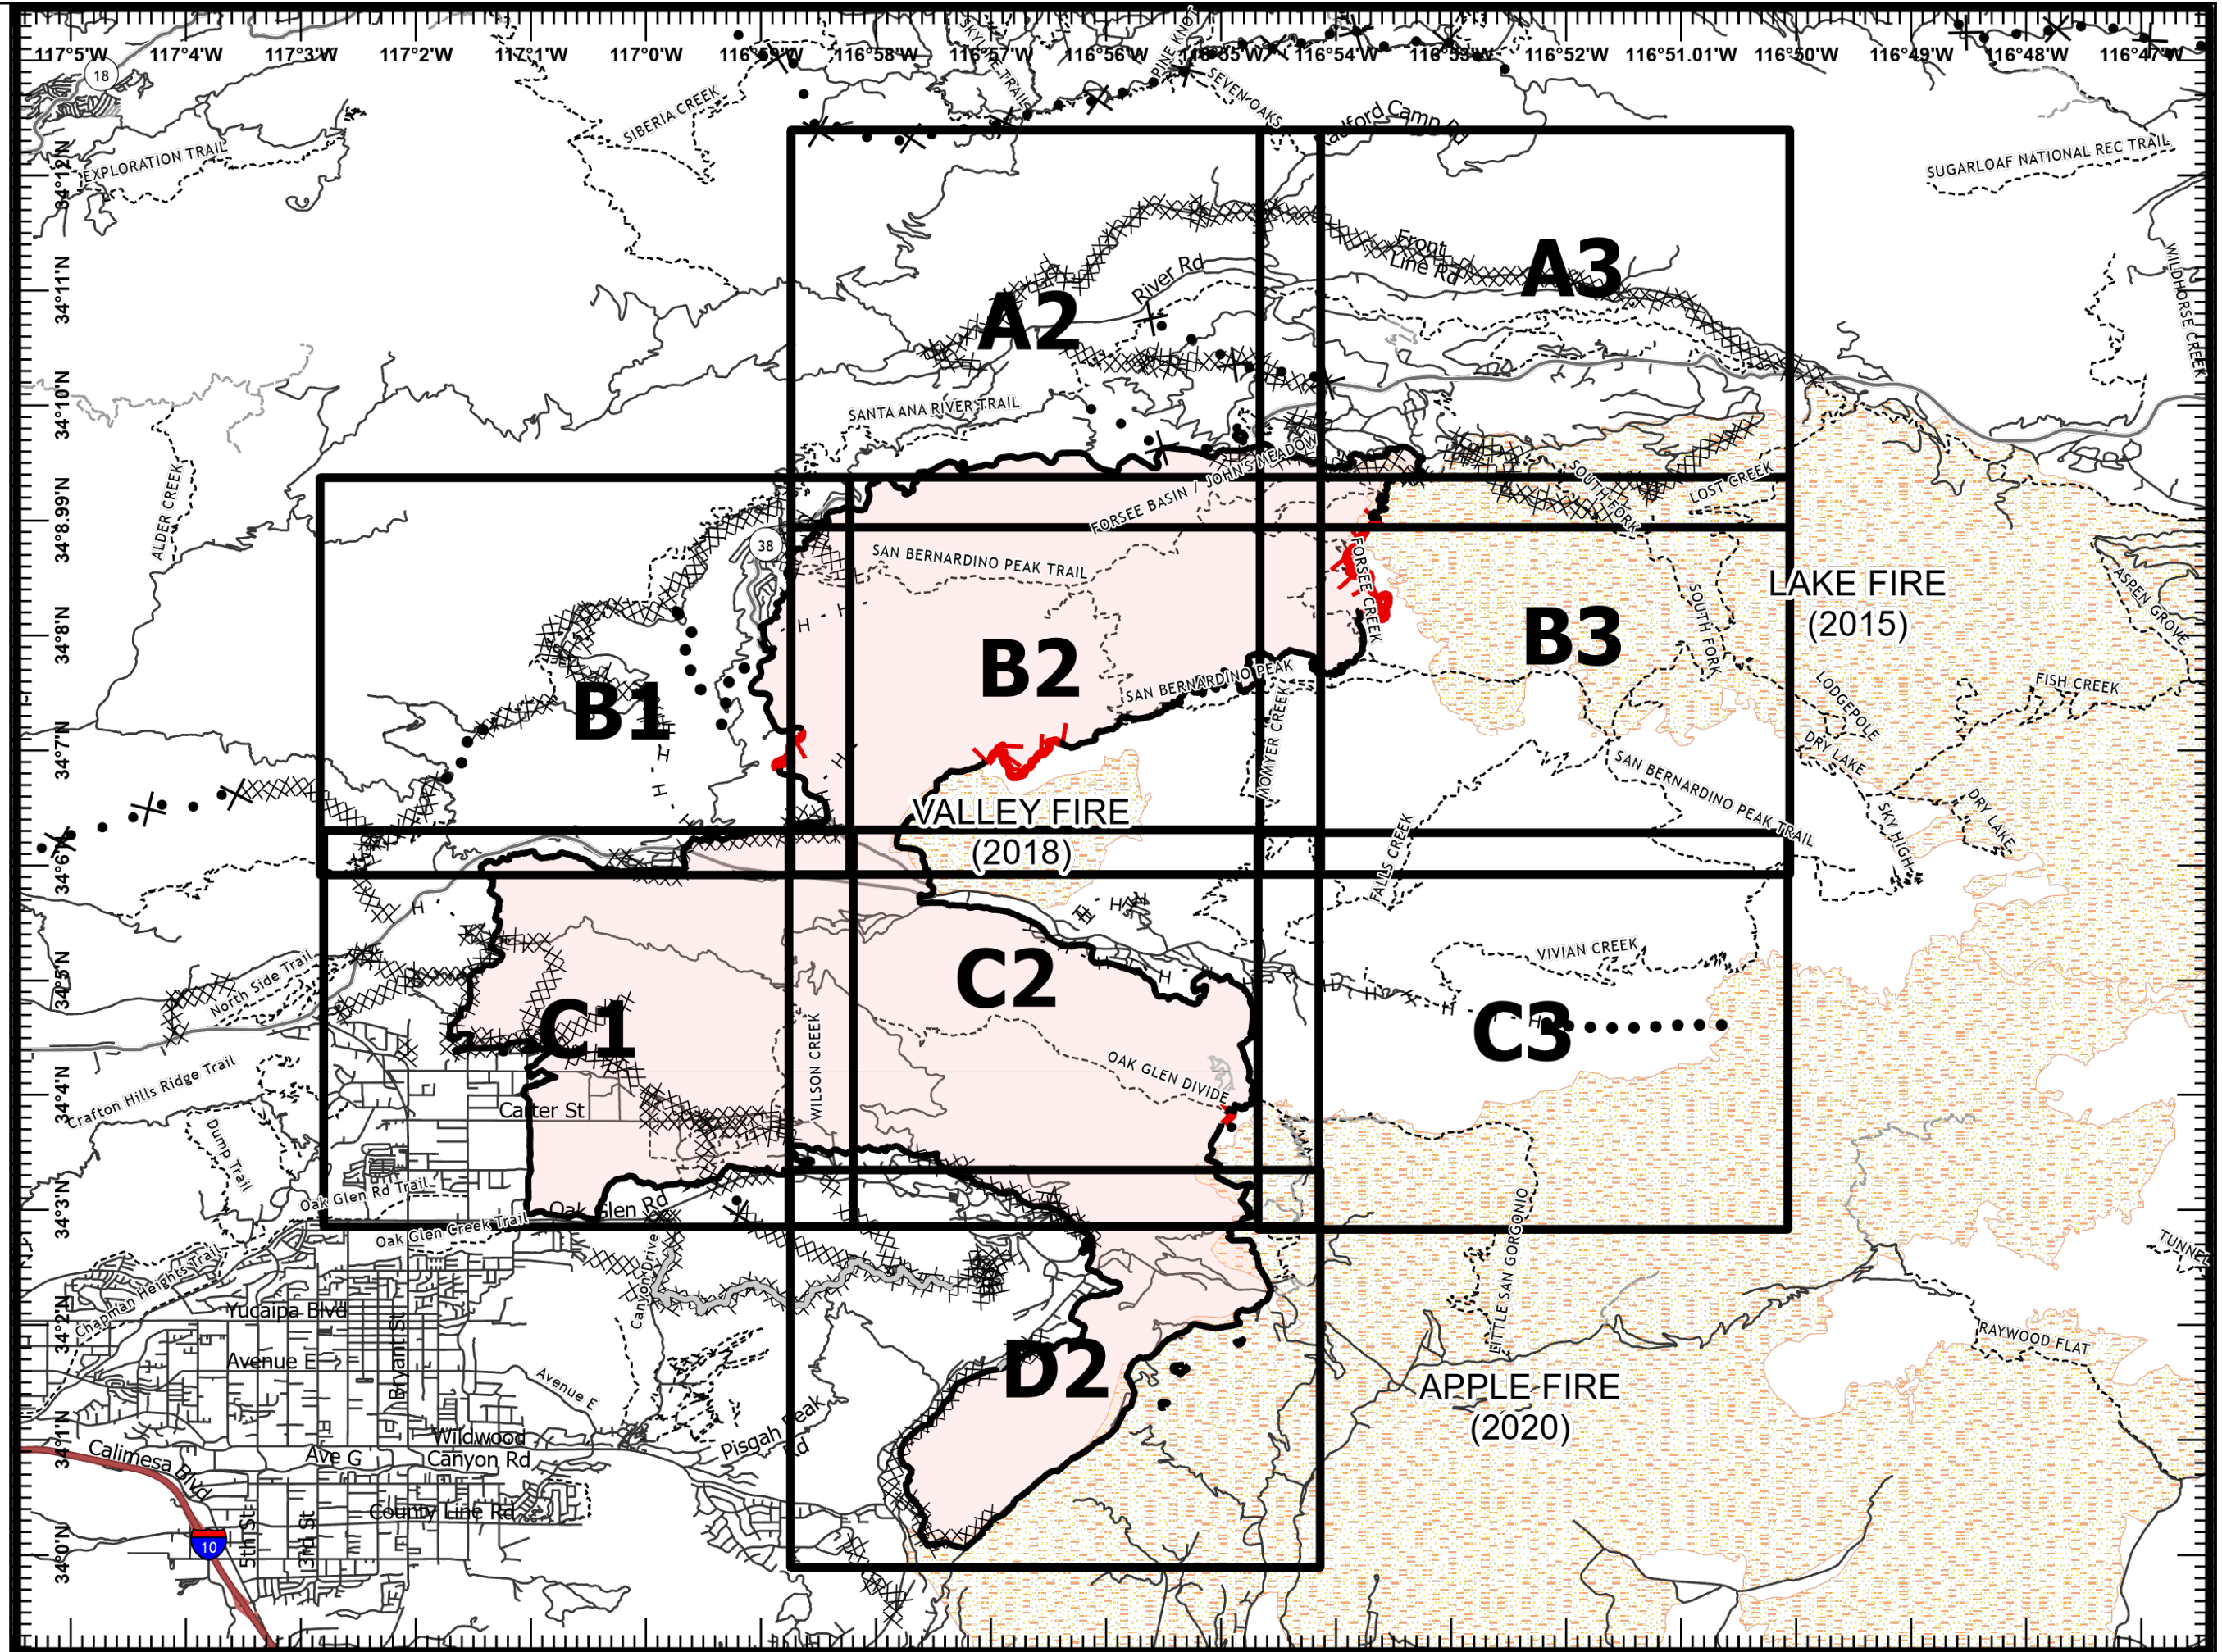 117°5'W 117°4'W 117°3'W 117°2'W 117°1'W 117°0'W 116°59'W 116°58'W 116°57'W 116°56'W 116°55'W 116°54'W 116°53'W 116°52'W 116°51.01'W 116°50'W 116°49'W 116°48'W 116°47'W
18
PINE KNOT
SEVEN OAKS
SIBERIA CREEK
Radford Camp Rd
EXPLORATION TRAIL
34°12'N
SUGARLOAF NATIONAL REC TRAIL
WILDHORSE CREEK
Front
Line Rd
A3
34°11'N
River Rd
A2
34°10'N
SANTA ANA RIVER TRAIL
ALDER CREEK
FORSEE BASIN / JOHN'S MEADOW
SOUTH FORK
LOST CREEK
34°8.99'N
38
SAN BERNARDINO PEAK TRAIL
FORSEE CREEK
LAKE FIRE
(2015)
ASPEN GROVE
34°8'N
SOUTH FORK
B3
B2
SAN BERNARDINO PEAK
B1
MOMYER CREEK
LODGEPOLE
FISH CREEK
34°7'N
DRY LAKE
SAN BERNARDINO PEAK TRAIL
SKY HIGH
DRY LAKE
VALLEY FIRE
(2018)
34°6'N
FALLS CREEK
VIVIAN CREEK
34°5'N
North Side Trail
C2
C1
C3
WILSON CREEK
OAK GLEN DIVIDE
Crafton Hills Ridge Trail
34°4'N
Carter St
Dump Trail
Oak Glen Rd Trail
34°3'N
Oak Glen Rd
Oak Glen Creek Trail
Canyon Drive
LITTLE SAN GORGONIO
TUNNEL
Chapman Heights Trail
34°2'N
Yucaipa Blvd
Bryant St
RAYWOOD FLAT
Avenue E
Avenue E
D2
APPLE FIRE
(2020)
Pisgah Peak
Rd
34°1'N
Calimesa Blvd
Ave G
Wildwood
Canyon Rd
County Line Rd
5th St
3rd St
10
34°0'N